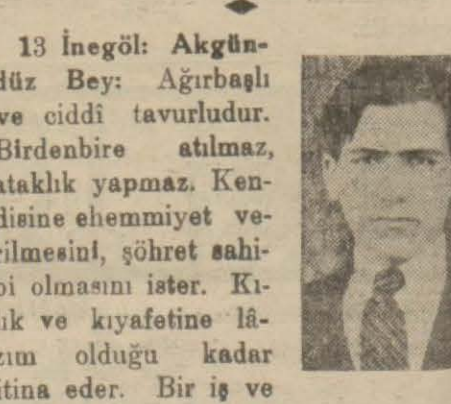 13 İnegöl: Akgün-
düz Bey: Ağırbaşlı
ve ciddî tavurludur.
Birdenbire atılmaz,
ataklık yapmaz. Ken-
disine ehemmiyet ve-
rilmesini, şöhret sahi-
bi olmasını ister. Kı-
lık ve kıyafetine lâ-
zım olduğu kadar
itina eder. Bir iş ve